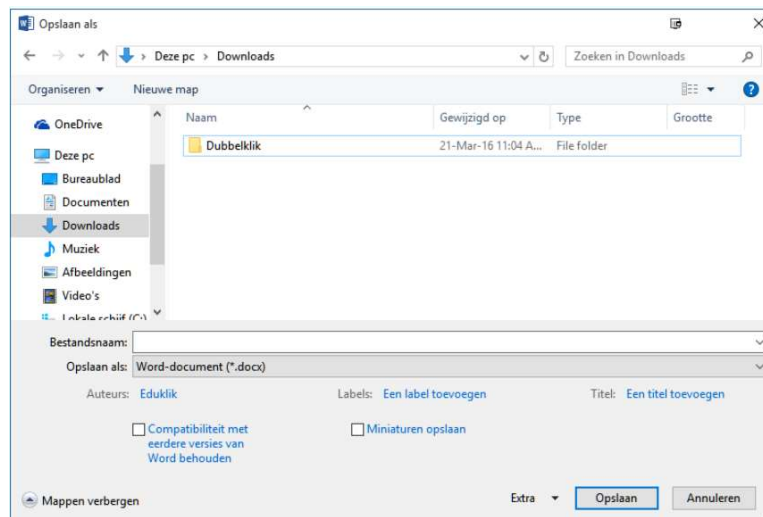 Opslaan als
Deze pc › Downloads
Zoeken in Downloads
Organiseren
Nieuwe map
OneDrive
Deze pc
Bureaublad
Documenten
Downloads
Muziek
Afbeeldingen
Video's
Lokale schijf (C:)
Naam
Gewijzigd op
Type
Grootte
Dubbelklik
21-Mar-16 11:04 A...
File folder
Bestandsnaam:
Opslaan als: Word-document (*.docx)
Auteurs: Eduklik
Labels: Een label toevoegen
Titel: Een titel toevoegen
Compatibiliteit met
eerdere versies van
Word behouden
Miniaturen opslaan
Mappen verbergen
Extra
Opslaan
Annuleren